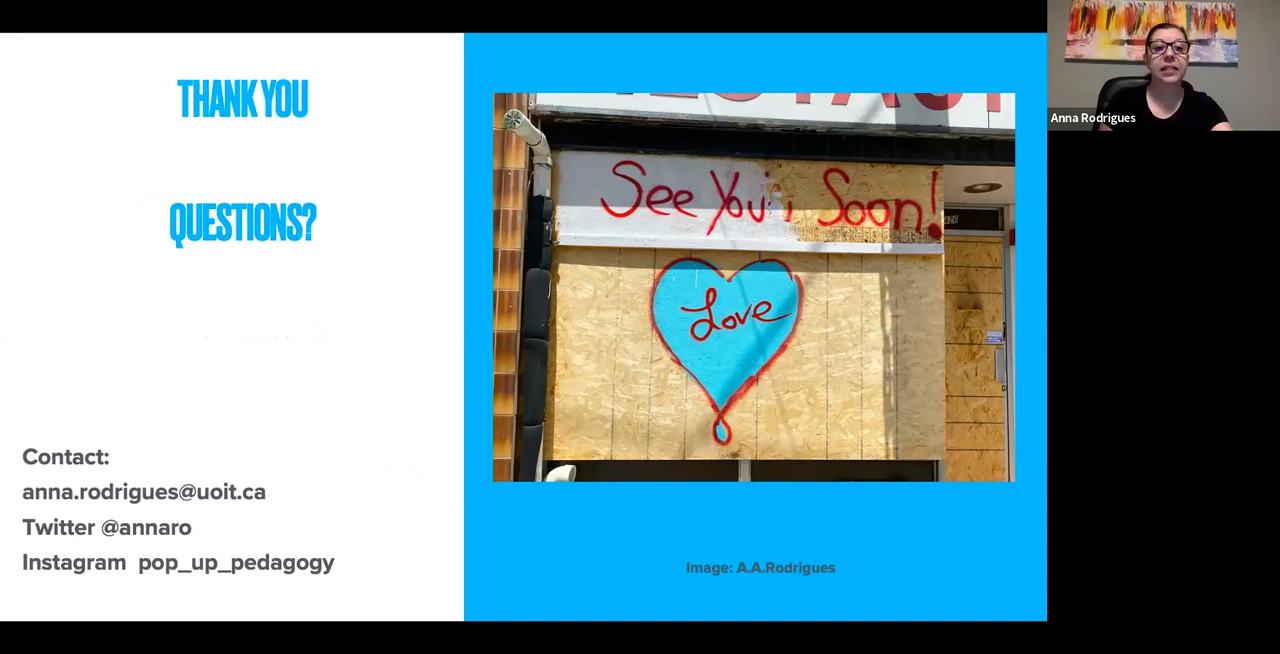 THANK YOU
QUESTIONS?
Contact:
anna.rodrigues@uoit.ca
Twitter @annaro
Instagram pop_up_pedagogy
See You Soon!
Love
Image: A.A.Rodrigues
Anna Rodrigues